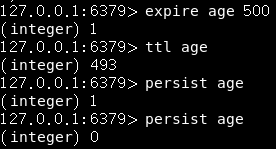 127.0.0.1:6379> expire age 500
(integer) 1
127.0.0.1:6379> ttl age
(integer) 493
127.0.0.1:6379> persist age
(integer) 1
127.0.0.1:6379> persist age
(integer) 0